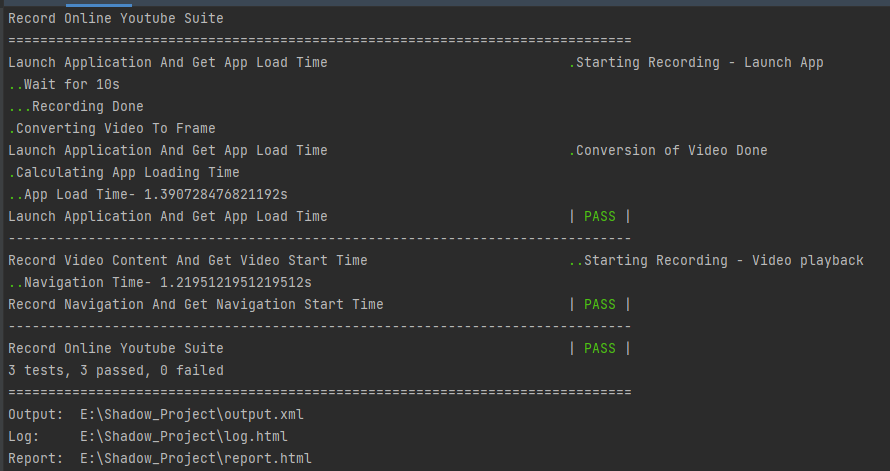 Record Online Youtube Suite
==============================================================================
Launch Application And Get App Load Time .Starting Recording - Launch App
..Wait for 10s
...Recording Done
.Converting Video To Frame
Launch Application And Get App Load Time .Conversion of Video Done
.Calculating App Loading Time
..App Load Time- 1.390728476821192s
Launch Application And Get App Load Time | PASS |
------------------------------------------------------------------------------
Record Video Content And Get Video Start Time ..Starting Recording - Video playback
..Navigation Time- 1.2195121951219512s
Record Navigation And Get Navigation Start Time | PASS |
------------------------------------------------------------------------------
Record Online Youtube Suite | PASS |
3 tests, 3 passed, 0 failed
==============================================================================
Output: E:\Shadow_Project\output.xml
Log: E:\Shadow_Project\log.html
Report: E:\Shadow_Project\report.html